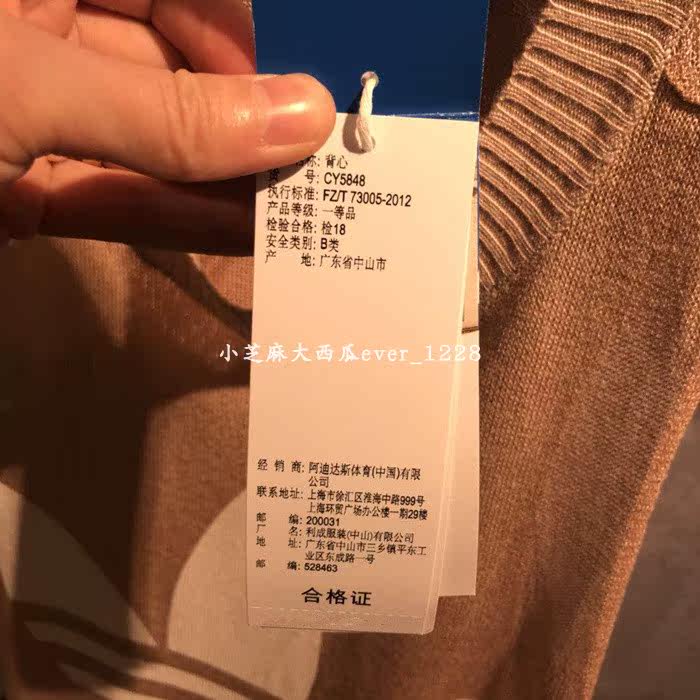 称: 背心
货 号: CY5848
执行标准: FZ/T 73005-2012
产品等级: 一等品
检验合格: 检18
安全类别: B类
产 地: 广东省中山市
小芝麻大西瓜ever_1228
经 销 商: 阿迪达斯体育(中国)有限
公司
联系地址: 上海市徐汇区淮海中路999号
上海环贸广场办公楼一期29楼
邮 编: 200031
厂 名: 利成服装(中山)有限公司
地 址: 广东省中山市三乡镇平东工
业区东成路一号
邮 编: 528463
合格证